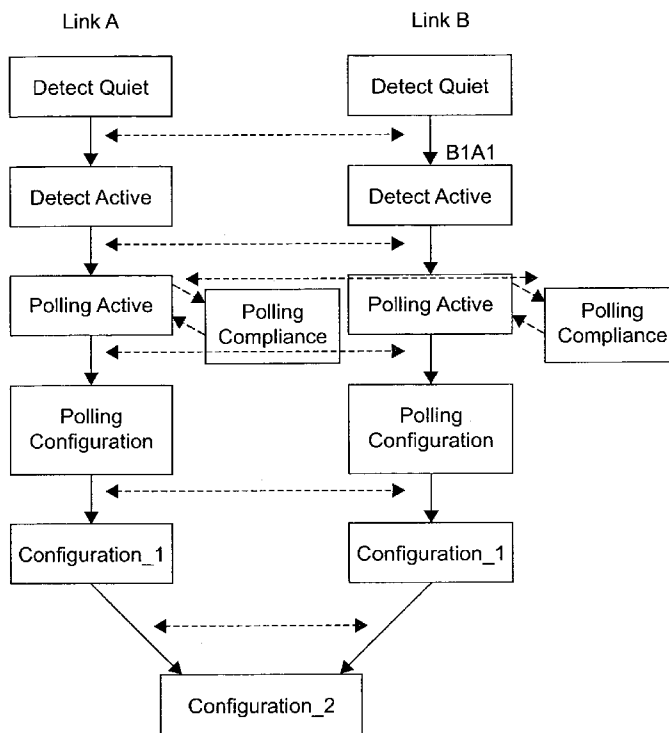 Link A
Link B
Detect Quiet
Detect Quiet
B1A1
Detect Active
Detect Active
Polling Active
Polling
Compliance
Polling Active
Polling
Compliance
Polling
Configuration
Polling
Configuration
Configuration_1
Configuration_1
Configuration_2